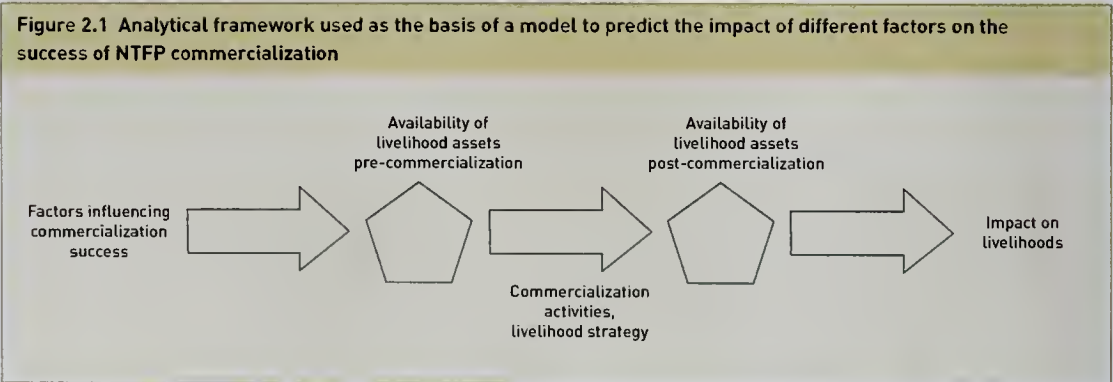 Figure 2.1 Analytical framework used as the basis of a model to predict the impact of different factors on the
success of NTFP commercialization
Availability of
livelihood assets
pre-commercialization
Availability of
livelihood assets
post-commercialization
Factors influencing
commercialization
success
Impact on
livelihoods
Commercialization
activities,
livelihood strategy